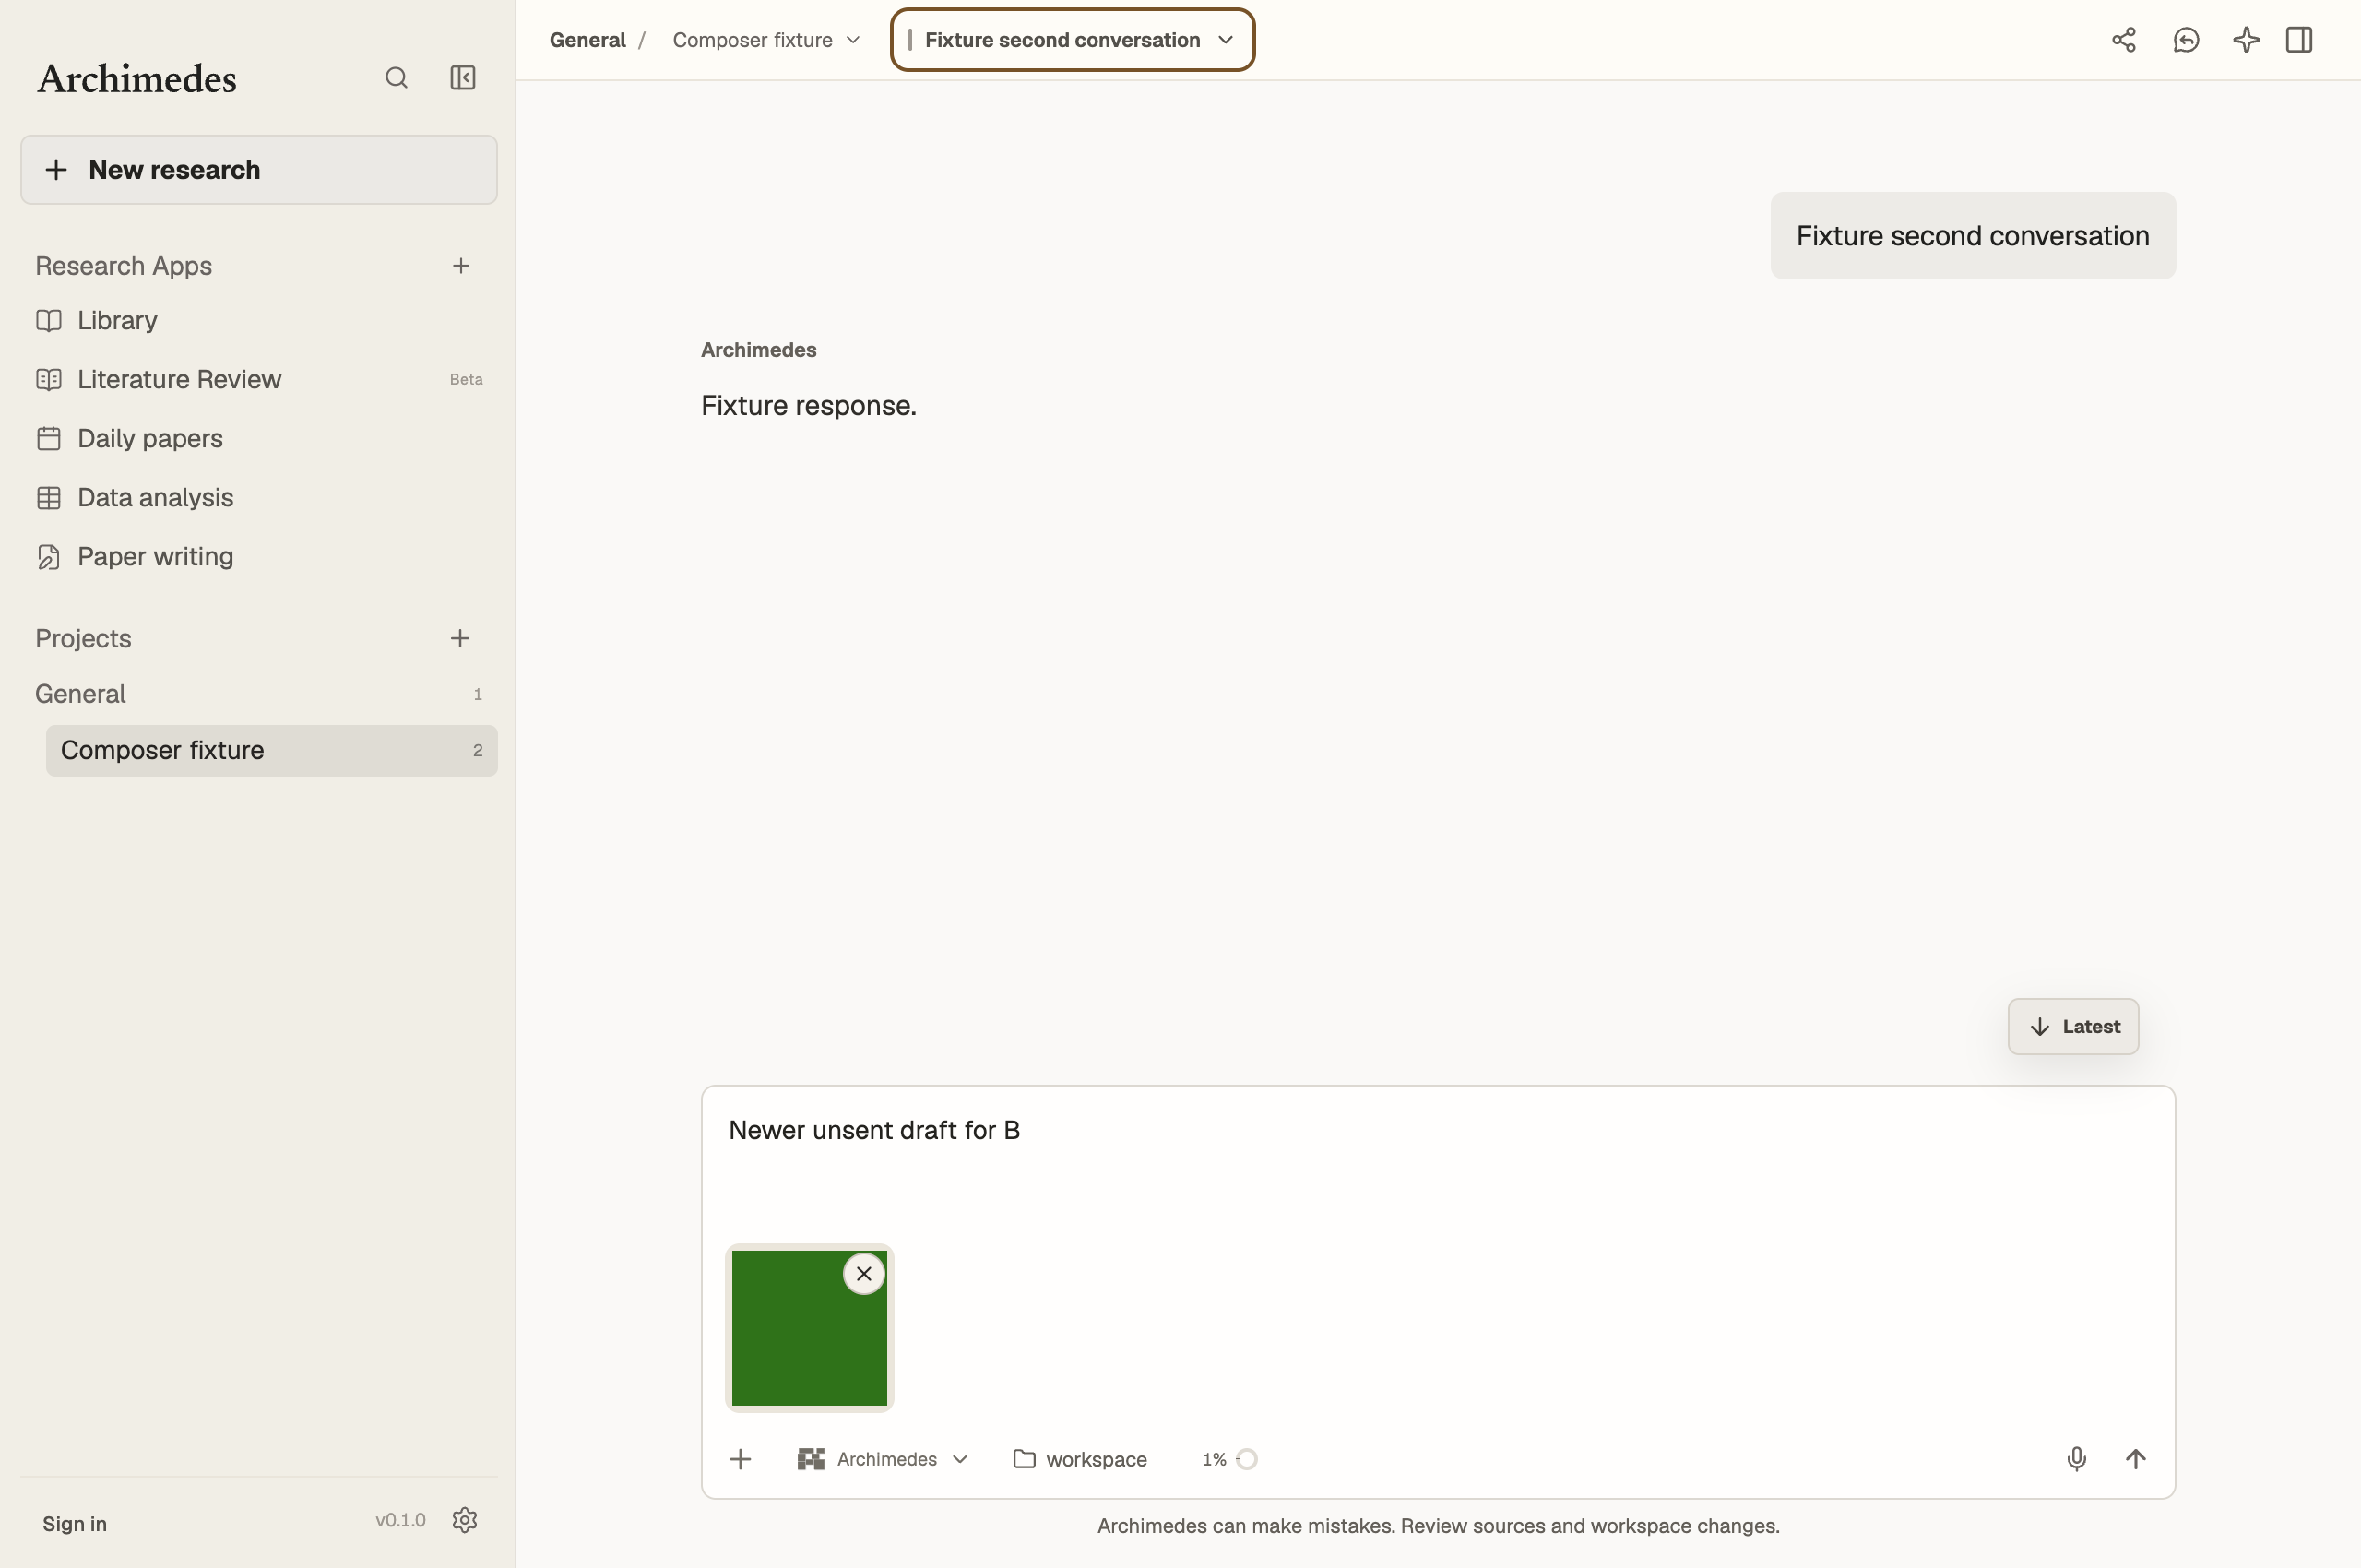 Archimedes
New research
Research Apps
Library
Literature Review Beta
Daily papers
Data analysis
Paper writing
Projects
General 1
Composer fixture 2
Sign in v0.1.0
General / Composer fixture Fixture second conversation
Fixture second conversation
Archimedes
Fixture response.
Latest
Newer unsent draft for B
Archimedes workspace 1%
Archimedes can make mistakes. Review sources and workspace changes.